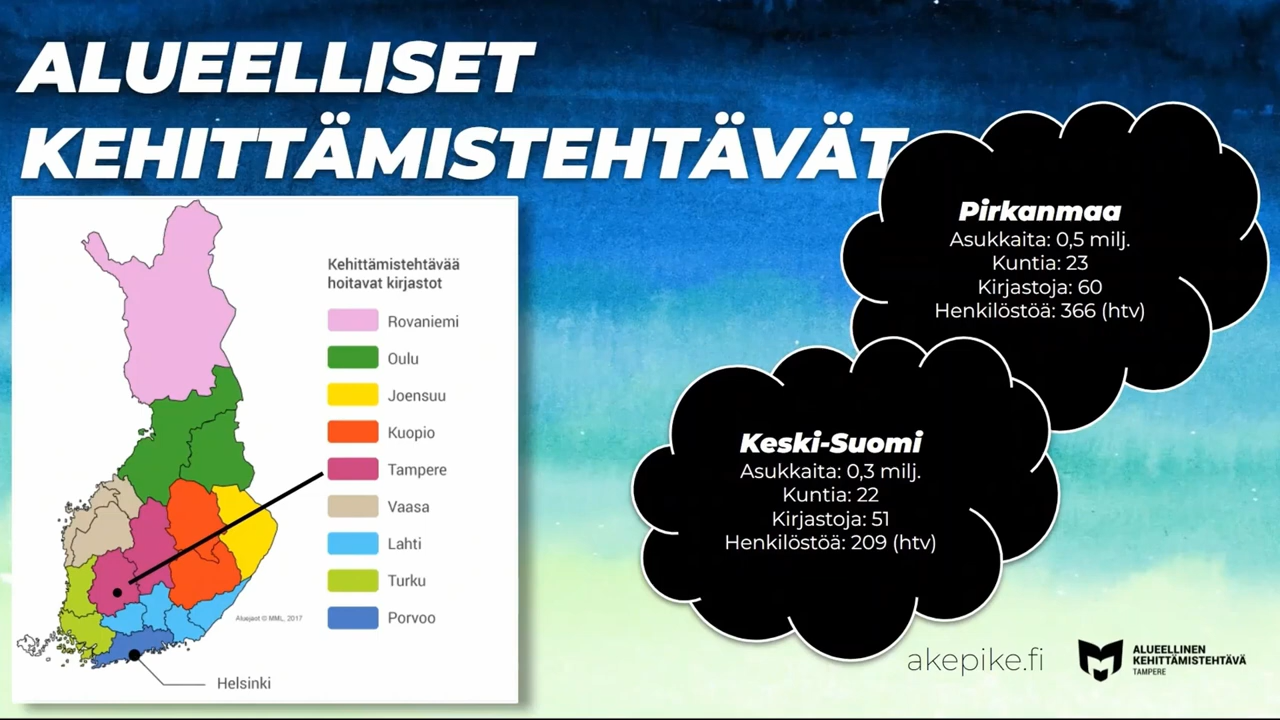 ALUEELLISET
KEHITTÄMISTEHTÄVÄT
Kehittämistehtävää
hoitavat kirjastot
Rovaniemi
Oulu
Joensuu
Kuopio
Tampere
Vaasa
Lahti
Turku
Porvoo
Aluejaot © MML, 2017
Helsinki
Pirkanmaa
Asukkaita: 0,5 milj.
Kuntia: 23
Kirjastoja: 60
Henkilöstöä: 366 (htv)
Keski-Suomi
Asukkaita: 0,3 milj.
Kuntia: 22
Kirjastoja: 51
Henkilöstöä: 209 (htv)
akepike.fi
ALUEELLINEN
KEHITTÄMISTEHTÄVÄ
TAMPERE